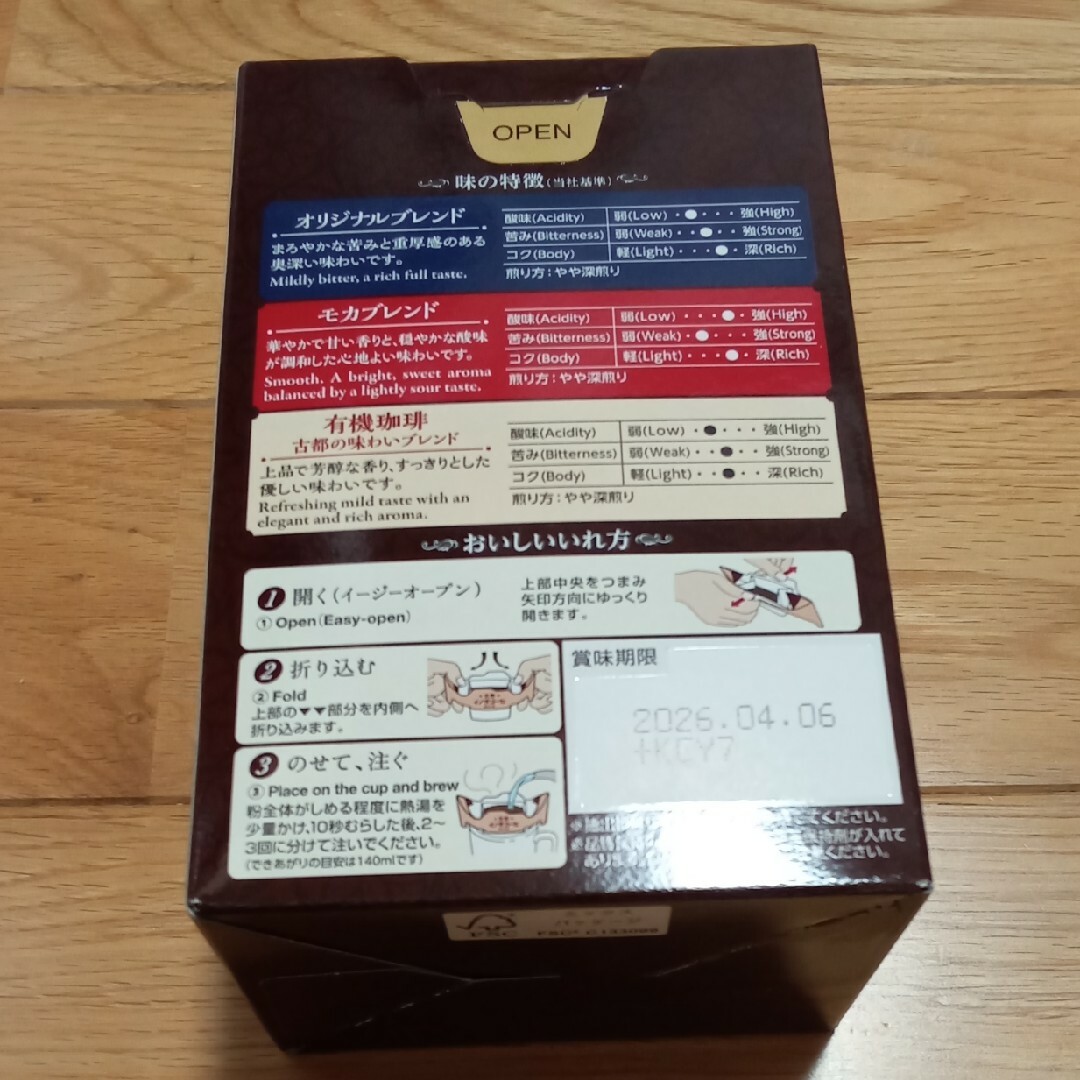 OPEN
味の特徴(当社基準)
オリジナルブレンド
まろやかな苦みと重厚感のある
奥深い味わいです。
Mildly bitter, a rich full taste.
酸味(Acidity) 弱(Low)・●・・・強(High)
苦み(Bitterness) 弱(Weak)・・●・・強(Strong)
コク(Body) 軽(Light)・・・●・深(Rich)
煎り方：やや深煎り
モカブレンド
華やかで甘い香りと、穏やかな酸味
が調和した心地よい味わいです。
Smooth. A bright, sweet aroma
balanced by a lightly sour taste.
酸味(Acidity) 弱(Low)・・・●・強(High)
苦み(Bitterness) 弱(Weak)・●・・・強(Strong)
コク(Body) 軽(Light)・・・●・深(Rich)
煎り方：やや深煎り
有機珈琲
古都の味わいブレンド
上品で芳醇な香り、すっきりとした
優しい味わいです。
Refreshing mild taste with an
elegant and rich aroma.
酸味(Acidity) 弱(Low)・●・・・強(High)
苦み(Bitterness) 弱(Weak)・・●・・強(Strong)
コク(Body) 軽(Light)・・●・・深(Rich)
煎り方：やや深煎り
おいしいいれ方
1 開く(イージーオープン)
① Open(Easy-open)
上部中央をつまみ
矢印方向にゆっくり
開きます。
2 折り込む
② Fold
上部の▼▼部分を内側へ
折り込みます。
3 のせて、注ぐ
③ Place on the cup and brew
粉全体がしめる程度に熱湯を
少量かけ、10秒むらした後、2〜
3回に分けて注いでください。
(できあがりの目安は140mlです)
賞味期限
2026.04.06
+KCY7
てください。
剤が入れて
ください。
FSC